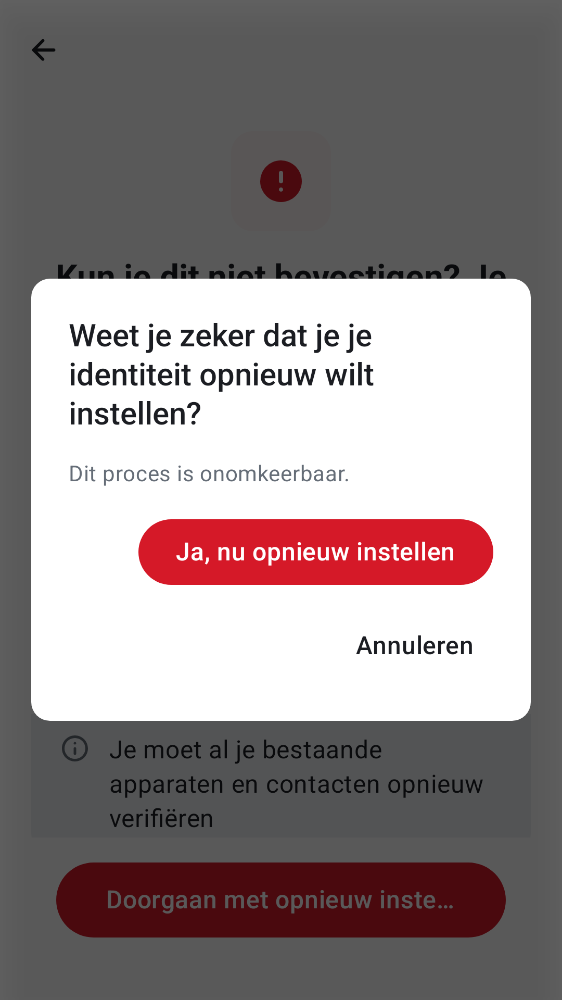 Kun je dit niet bevestigen? Je
Weet je zeker dat je je
identiteit opnieuw wilt
instellen?
Dit proces is onomkeerbaar.
Ja, nu opnieuw instellen
Annuleren
Je moet al je bestaande
apparaten en contacten opnieuw
verifiëren
Doorgaan met opnieuw inste…